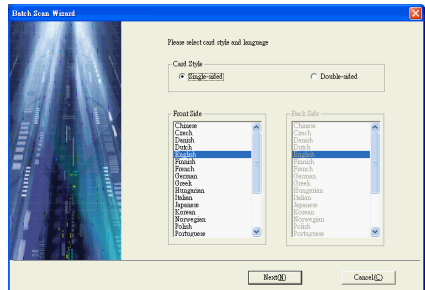 Batch Scan Wizard
Please select card style and language
Card Style
Single-sided
Double-sided
Front Side
Chinese
Czech
Danish
Dutch
English
Finnish
French
German
Greek
Hungarian
Italian
Japanese
Korean
Norwegian
Polish
Portuguese
Back Side
Chinese
Czech
Danish
Dutch
English
Finnish
French
German
Greek
Hungarian
Italian
Japanese
Korean
Norwegian
Polish
Portuguese
Next(N)
Cancel(C)